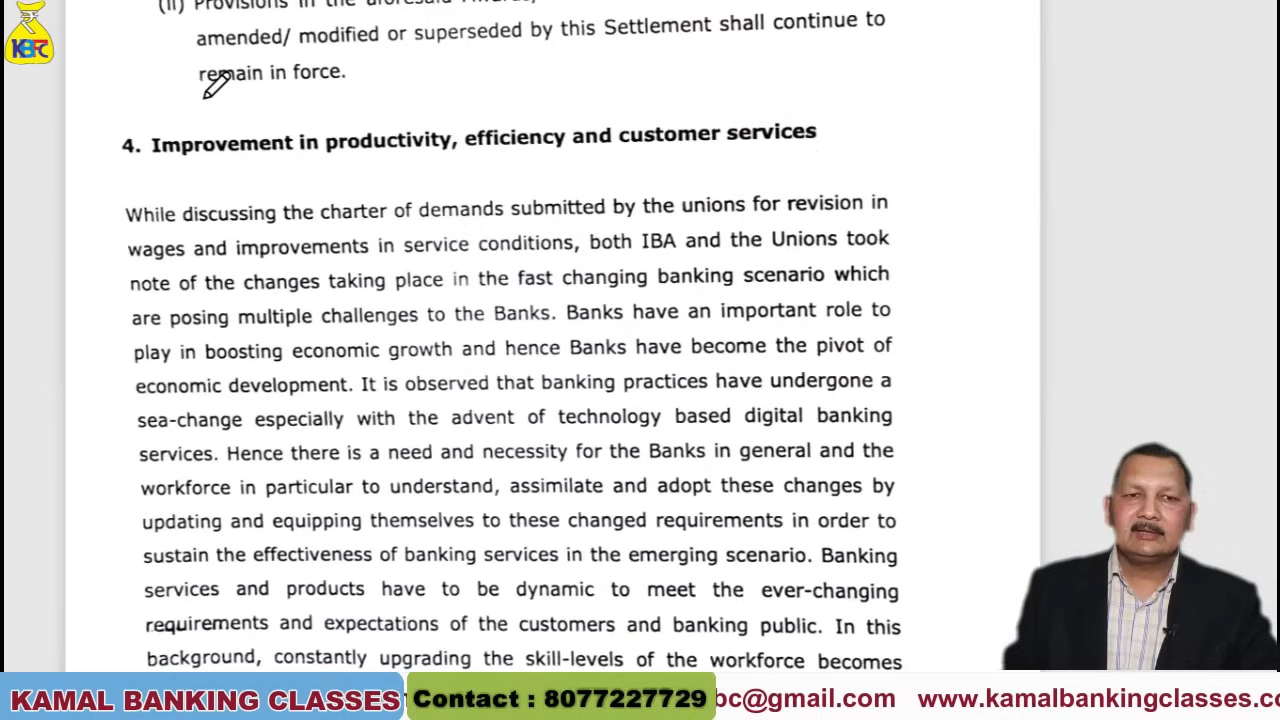 KBFC
(ii) Provisions in the aforesaid Awards/
amended/ modified or superseded by this Settlement shall continue to
remain in force.
4. Improvement in productivity, efficiency and customer services
While discussing the charter of demands submitted by the unions for revision in
wages and improvements in service conditions, both IBA and the Unions took
note of the changes taking place in the fast changing banking scenario which
are posing multiple challenges to the Banks. Banks have an important role to
play in boosting economic growth and hence Banks have become the pivot of
economic development. It is observed that banking practices have undergone a
sea-change especially with the advent of technology based digital banking
services. Hence there is a need and necessity for the Banks in general and the
workforce in particular to understand, assimilate and adopt these changes by
updating and equipping themselves to these changed requirements in order to
sustain the effectiveness of banking services in the emerging scenario. Banking
services and products have to be dynamic to meet the ever-changing
requirements and expectations of the customers and banking public. In this
background, constantly upgrading the skill-levels of the workforce becomes
KAMAL BANKING CLASSES Contact : 8077227729 bc@gmail.com www.kamalbankingclasses.co